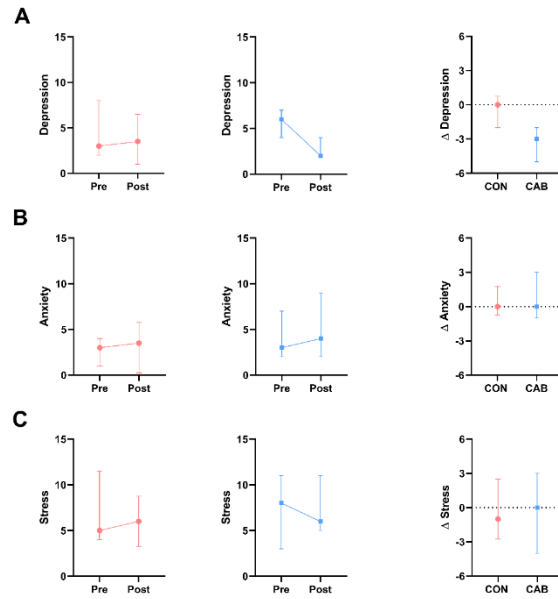 A
Depression
15
10
5
0
Pre Post
Depression
15
10
5
0
Pre Post
Δ Depression
6
3
0
-3
-6
CON CAB
B
Anxiety
15
10
5
0
Pre Post
Anxiety
15
10
5
0
Pre Post
Δ Anxiety
6
3
0
-3
-6
CON CAB
C
Stress
15
10
5
0
Pre Post
Stress
15
10
5
0
Pre Post
Δ Stress
6
3
0
-3
-6
CON CAB